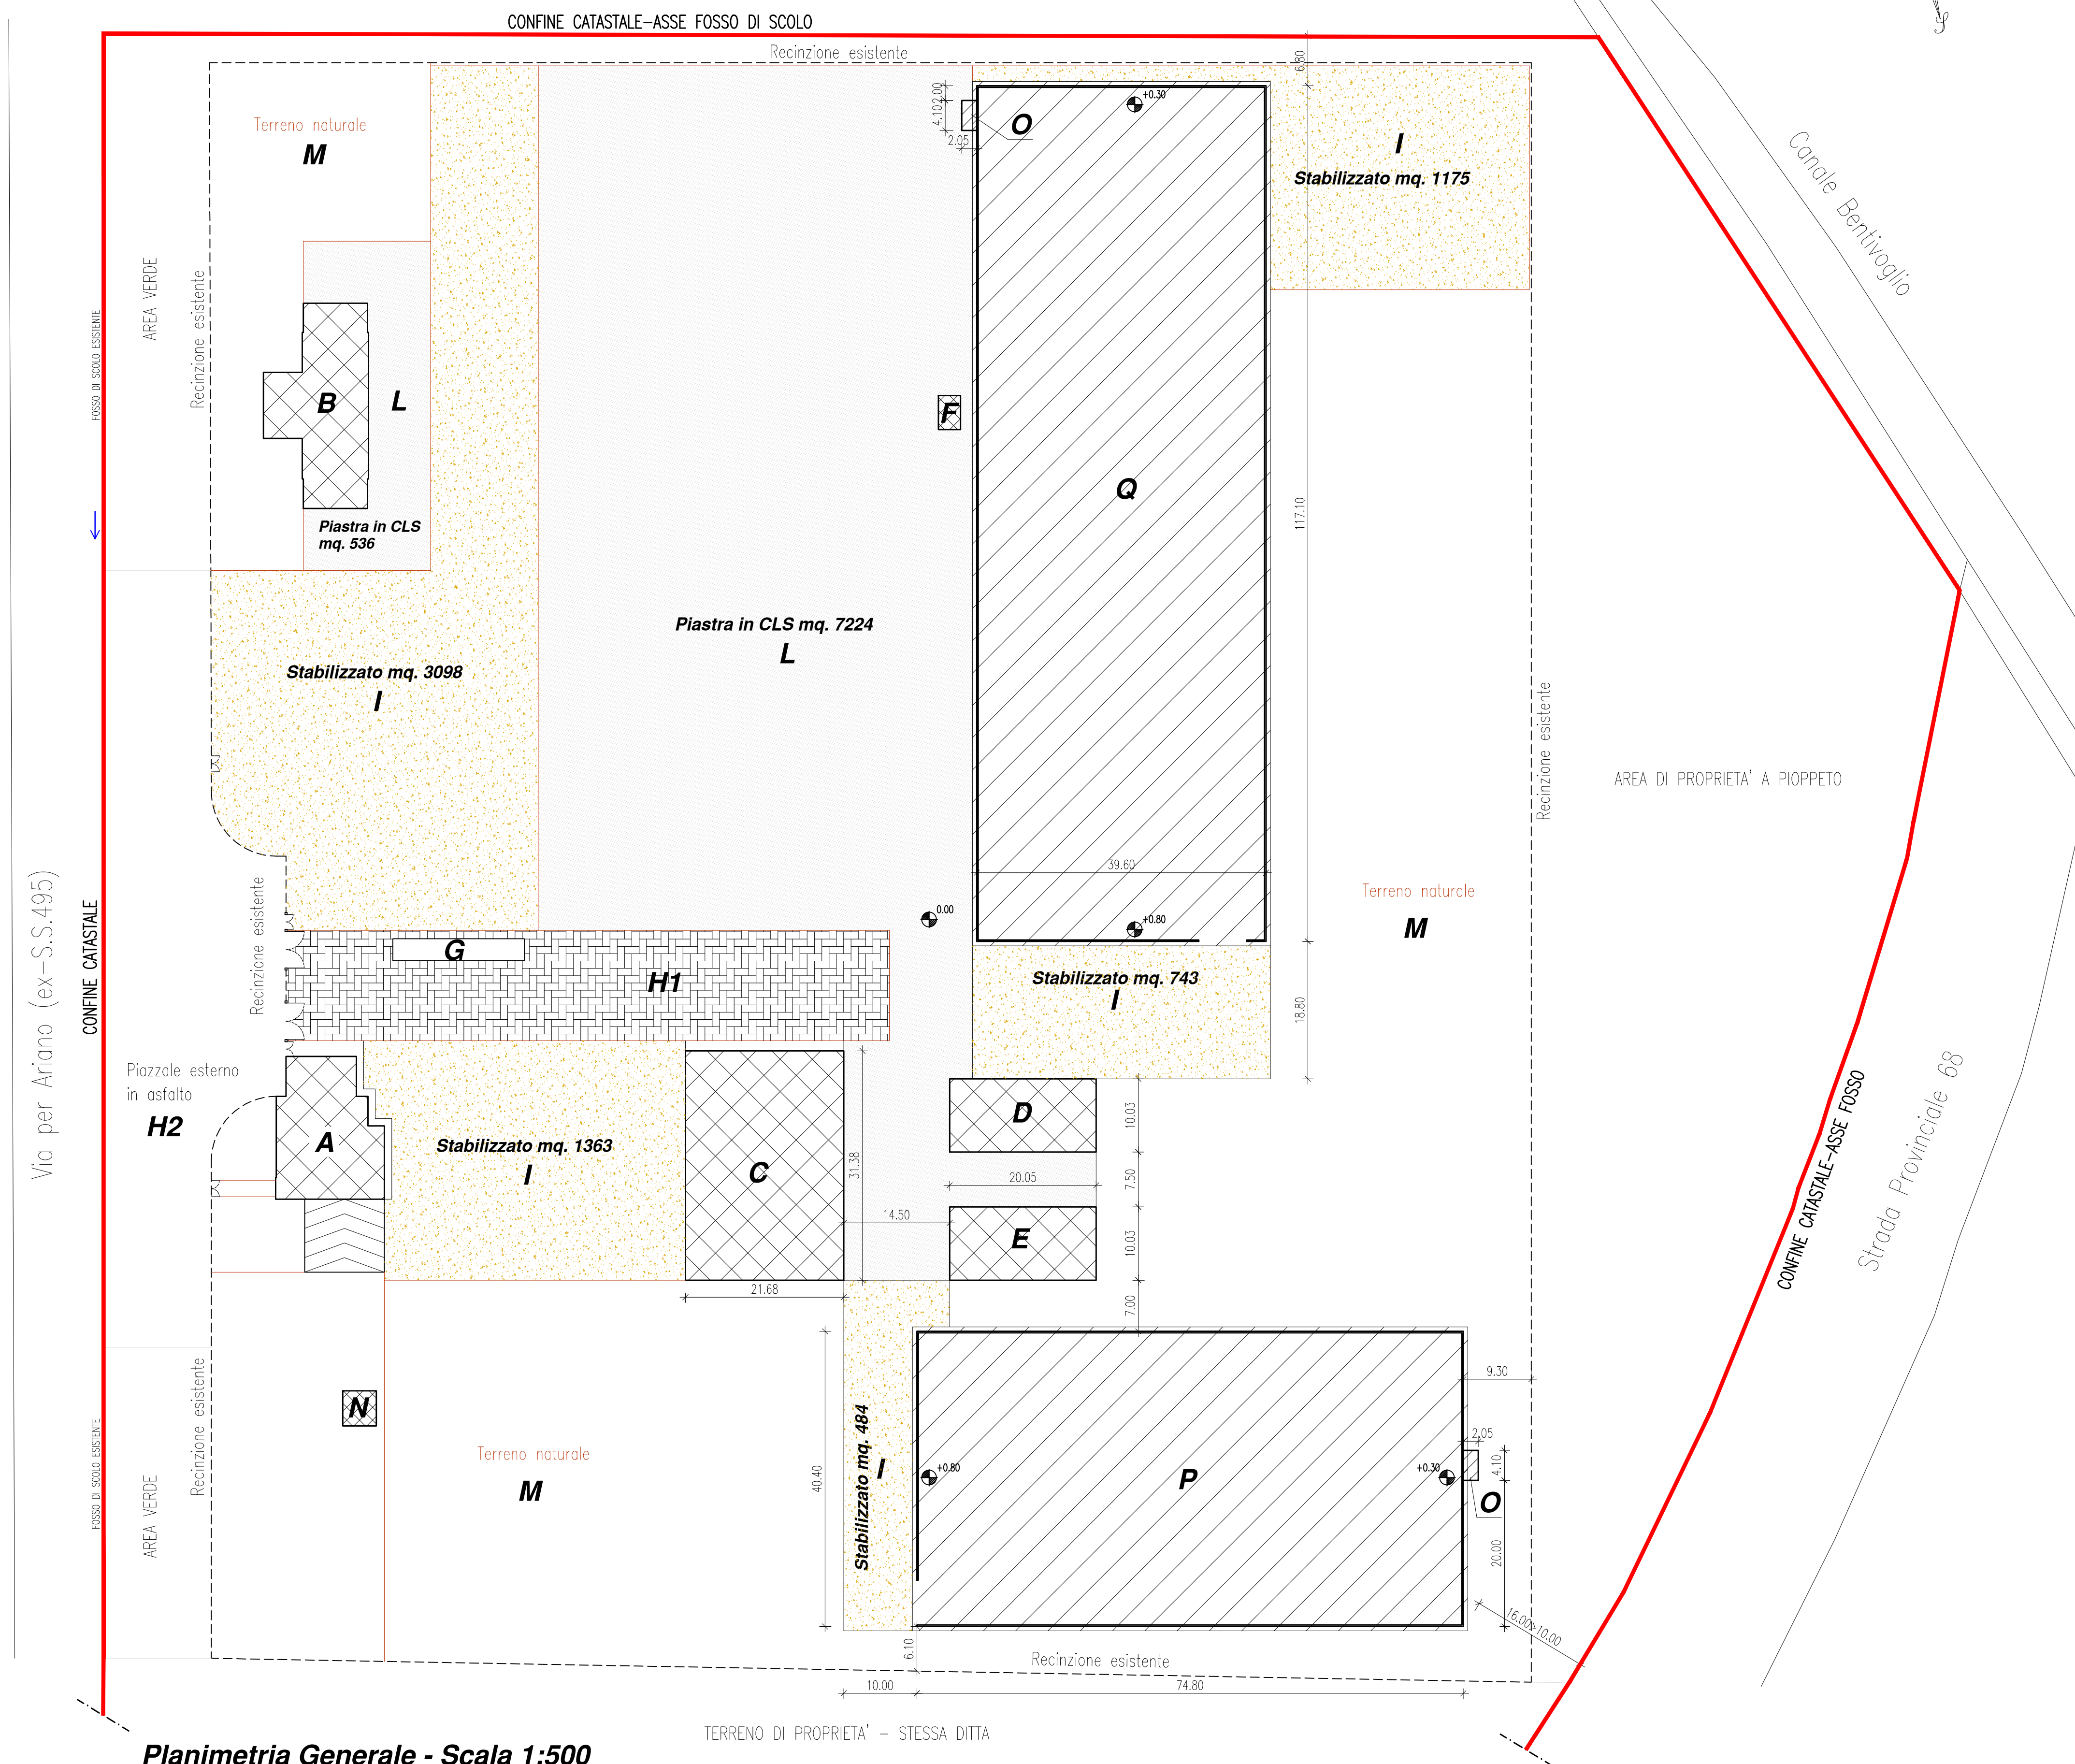 CONFINE CATASTALE-ASSE FOSSO DI SCOLO
Recinzione esistente
6.80
Terreno naturale
M
2.00
4.10
2.05
O
+0.30
I
Stabilizzato mq. 1175
Canale Bentivoglio
AREA VERDE
Recinzione esistente
FOSSO DI SCOLO ESISTENTE
B
L
F
Q
117.10
Piastra in CLS
mq. 536
Piastra in CLS mq. 7224
L
Stabilizzato mq. 3098
I
Recinzione esistente
AREA DI PROPRIETA' A PIOPPETO
39.60
Terreno naturale
M
Via per Ariano (ex-S.S.495)
CONFINE CATASTALE
Recinzione esistente
0.00
+0.80
G
H1
Stabilizzato mq. 743
I
18.80
Piazzale esterno
in asfalto
H2
A
Stabilizzato mq. 1363
I
C
31.38
D
10.03
20.05
7.50
14.50
E
10.03
21.68
7.00
CONFINE CATASTALE-ASSE FOSSO
Strada Provinciale 68
Recinzione esistente
N
FOSSO DI SCOLO ESISTENTE
AREA VERDE
Terreno naturale
M
40.40
Stabilizzato mq. 484
I
+0.80
P
+0.30
9.30
2.05
4.10
O
20.00
16.00>10.00
6.10
Recinzione esistente
10.00
74.80
TERRENO DI PROPRIETA' - STESSA DITTA
Planimetria Generale - Scala 1:500